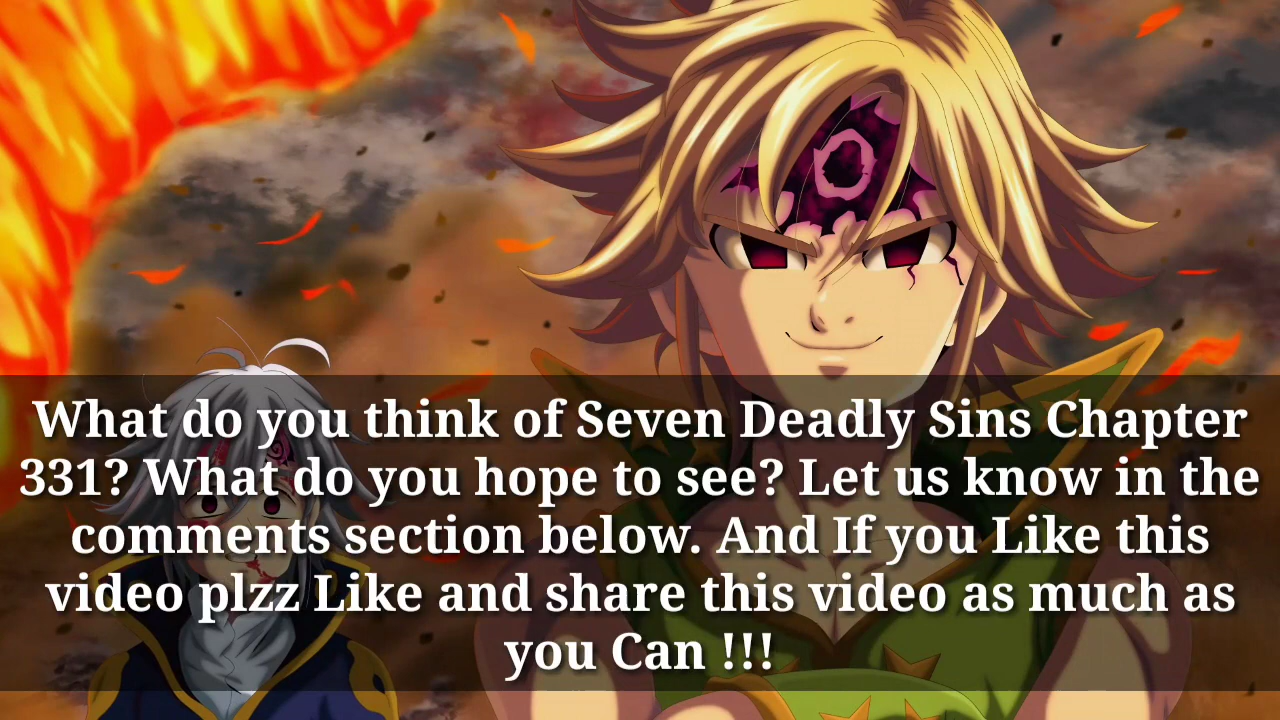 What do you think of Seven Deadly Sins Chapter
331? What do you hope to see? Let us know in the
comments section below. And If you Like this
video plzz Like and share this video as much as
you Can !!!